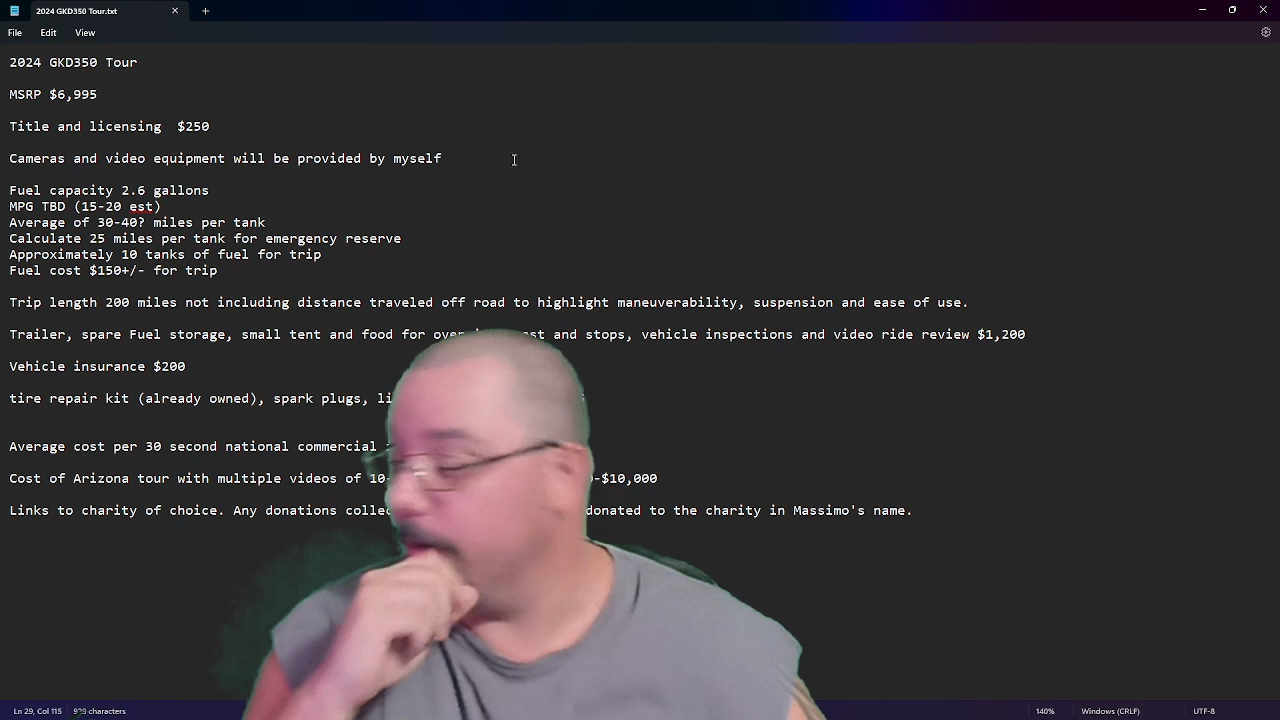 2024 GKD350 Tour.txt
File Edit View
2024 GKD350 Tour
MSRP $6,995
Title and licensing $250
Cameras and video equipment will be provided by myself
Fuel capacity 2.6 gallons
MPG TBD (15-20 est)
Average of 30-40? miles per tank
Calculate 25 miles per tank for emergency reserve
Approximately 10 tanks of fuel for trip
Fuel cost $150+/- for trip
Trip length 200 miles not including distance traveled off road to highlight maneuverability, suspension and ease of use.
Trailer, spare Fuel storage, small tent and food for and stops, vehicle inspections and video ride review $1,200
Vehicle insurance $200
tire repair kit (already owned), spark plugs,
Average cost per 30 second national commercial
Cost of Arizona tour with multiple videos of 10- -$10,000
Links to charity of choice. Any donations donated to the charity in Massimo's name.
Ln 29, Col 115 characters 140% Windows (CRLF) UTF-8